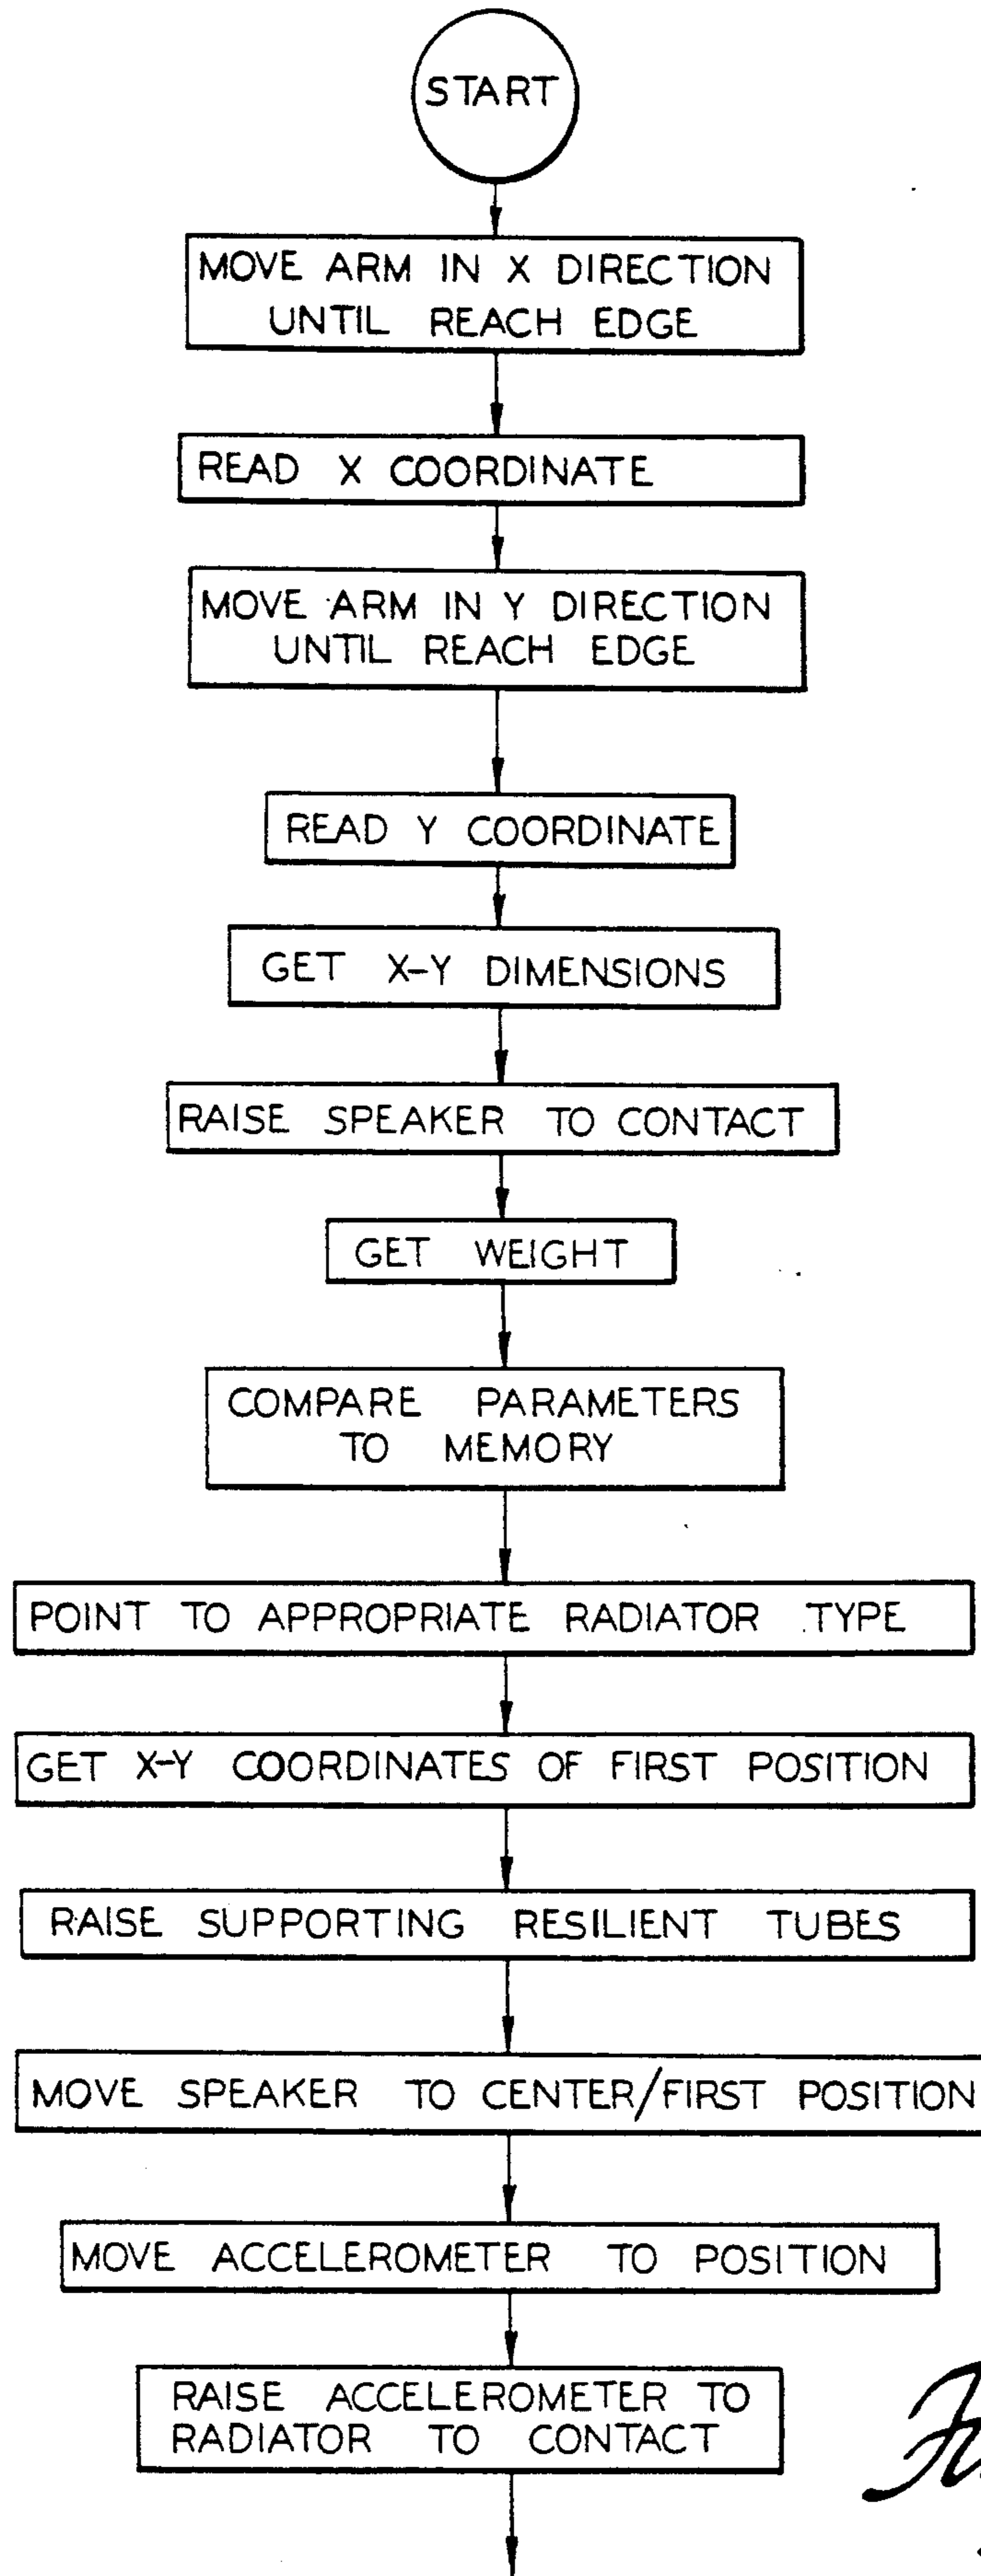 START
MOVE ARM IN X DIRECTION
UNTIL REACH EDGE
READ X COORDINATE
MOVE ARM IN Y DIRECTION
UNTIL REACH EDGE
READ Y COORDINATE
GET X-Y DIMENSIONS
RAISE SPEAKER TO CONTACT
GET WEIGHT
COMPARE PARAMETERS
TO MEMORY
POINT TO APPROPRIATE RADIATOR TYPE
GET X-Y COORDINATES OF FIRST POSITION
RAISE SUPPORTING RESILIENT TUBES
MOVE SPEAKER TO CENTER/FIRST POSITION
MOVE ACCELEROMETER TO POSITION
RAISE ACCELEROMETER TO
RADIATOR TO CONTACT